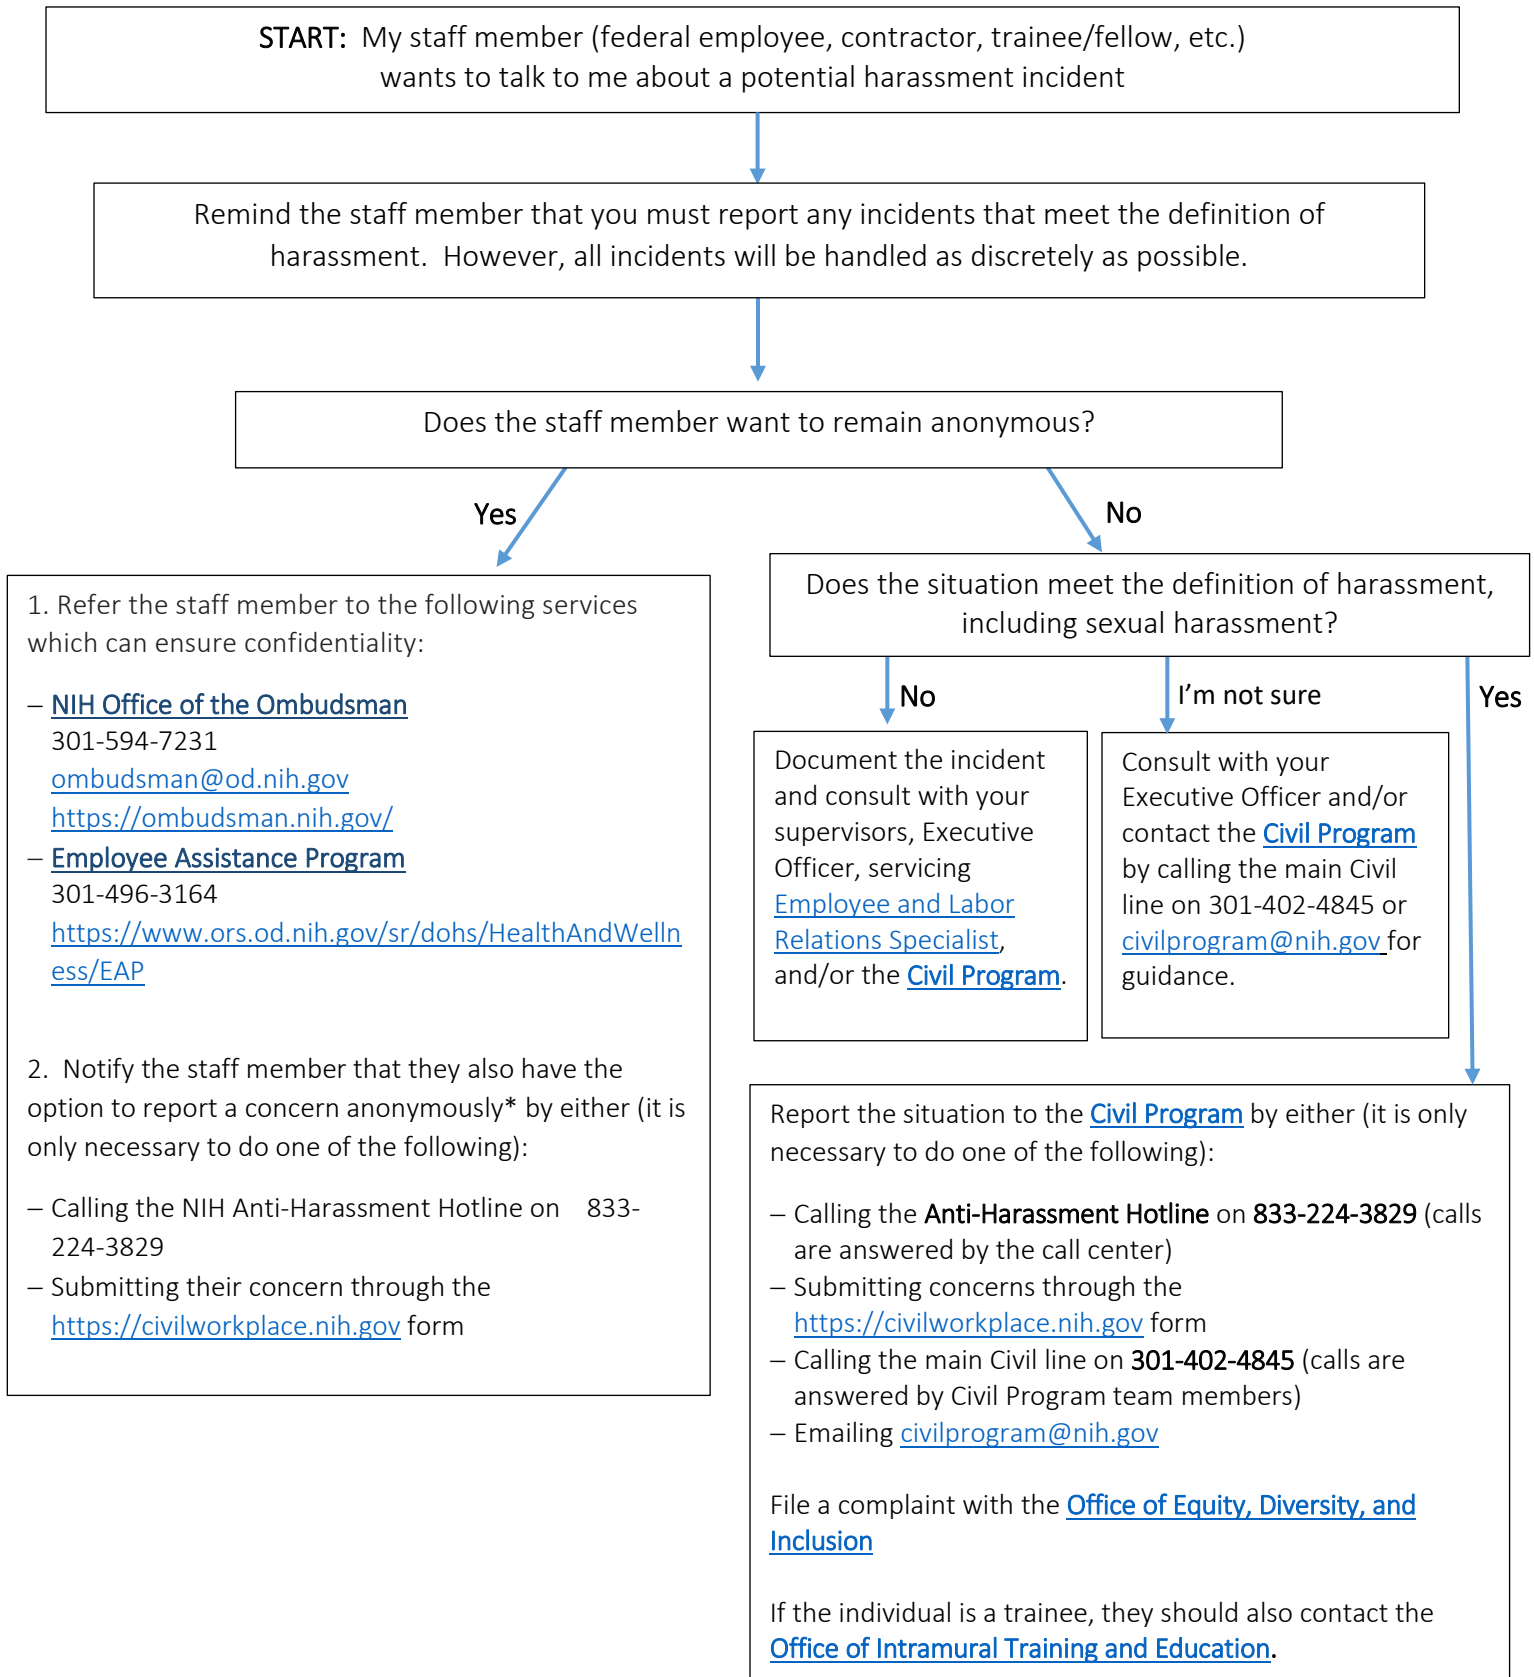 START: My staff member (federal employee, contractor, trainee/fellow, etc.)
wants to talk to me about a potential harassment incident
Remind the staff member that you must report any incidents that meet the definition of
harassment. However, all incidents will be handled as discretely as possible.
Does the staff member want to remain anonymous?
Yes
No
1. Refer the staff member to the following services
which can ensure confidentiality:
– NIH Office of the Ombudsman
301-594-7231
ombudsman@od.nih.gov
https://ombudsman.nih.gov/
– Employee Assistance Program
301-496-3164
https://www.ors.od.nih.gov/sr/dohs/HealthAndWelln
ess/EAP
2. Notify the staff member that they also have the
option to report a concern anonymously* by either (it is
only necessary to do one of the following):
– Calling the NIH Anti-Harassment Hotline on 833-
224-3829
– Submitting their concern through the
https://civilworkplace.nih.gov form
Does the situation meet the definition of harassment,
including sexual harassment?
No
I'm not sure
Yes
Document the incident
and consult with your
supervisors, Executive
Officer, servicing
Employee and Labor
Relations Specialist,
and/or the Civil Program.
Consult with your
Executive Officer and/or
contact the Civil Program
by calling the main Civil
line on 301-402-4845 or
civilprogram@nih.gov for
guidance.
Report the situation to the Civil Program by either (it is only
necessary to do one of the following):
– Calling the Anti-Harassment Hotline on 833-224-3829 (calls
are answered by the call center)
– Submitting concerns through the
https://civilworkplace.nih.gov form
– Calling the main Civil line on 301-402-4845 (calls are
answered by Civil Program team members)
– Emailing civilprogram@nih.gov
File a complaint with the Office of Equity, Diversity, and
Inclusion
If the individual is a trainee, they should also contact the
Office of Intramural Training and Education.